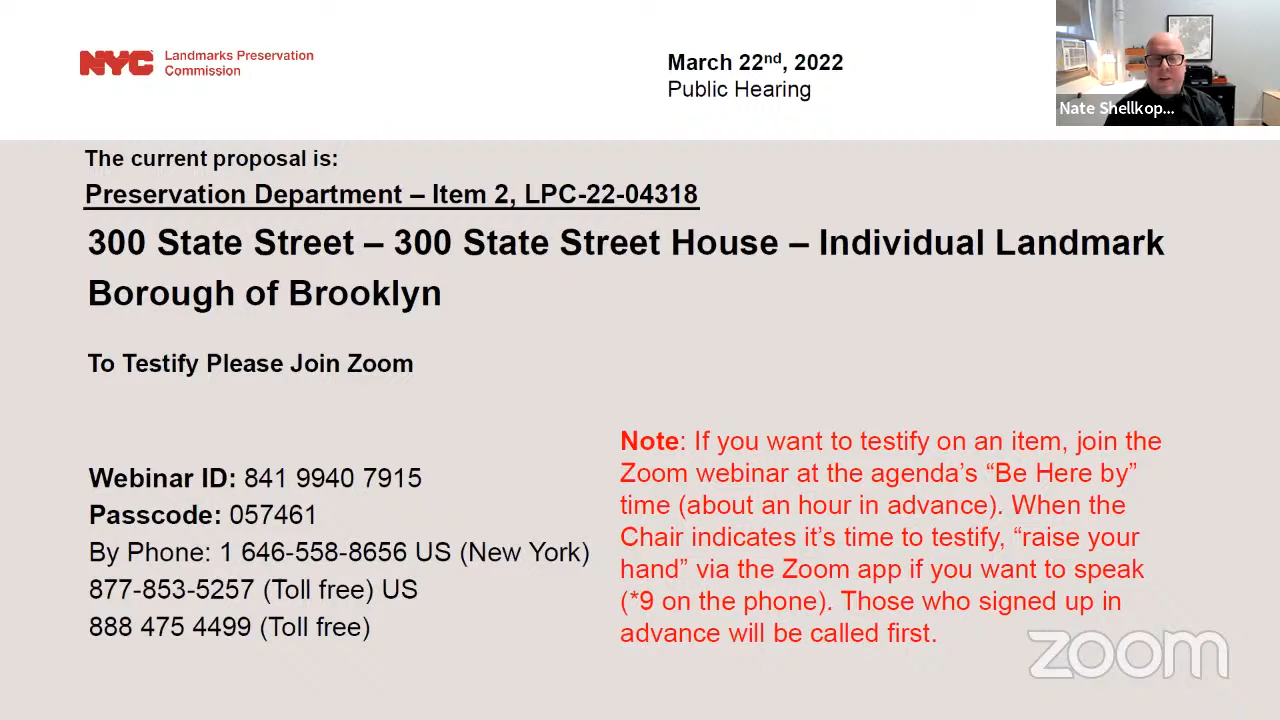 NYC Landmarks Preservation
Commission
March 22nd, 2022
Public Hearing
Nate Shellkop...
The current proposal is:
Preservation Department – Item 2, LPC-22-04318
300 State Street – 300 State Street House – Individual Landmark
Borough of Brooklyn
To Testify Please Join Zoom
Webinar ID: 841 9940 7915
Passcode: 057461
By Phone: 1 646-558-8656 US (New York)
877-853-5257 (Toll free) US
888 475 4499 (Toll free)
Note: If you want to testify on an item, join the
Zoom webinar at the agenda’s “Be Here by”
time (about an hour in advance). When the
Chair indicates it’s time to testify, “raise your
hand” via the Zoom app if you want to speak
(*9 on the phone). Those who signed up in
advance will be called first.
zoom